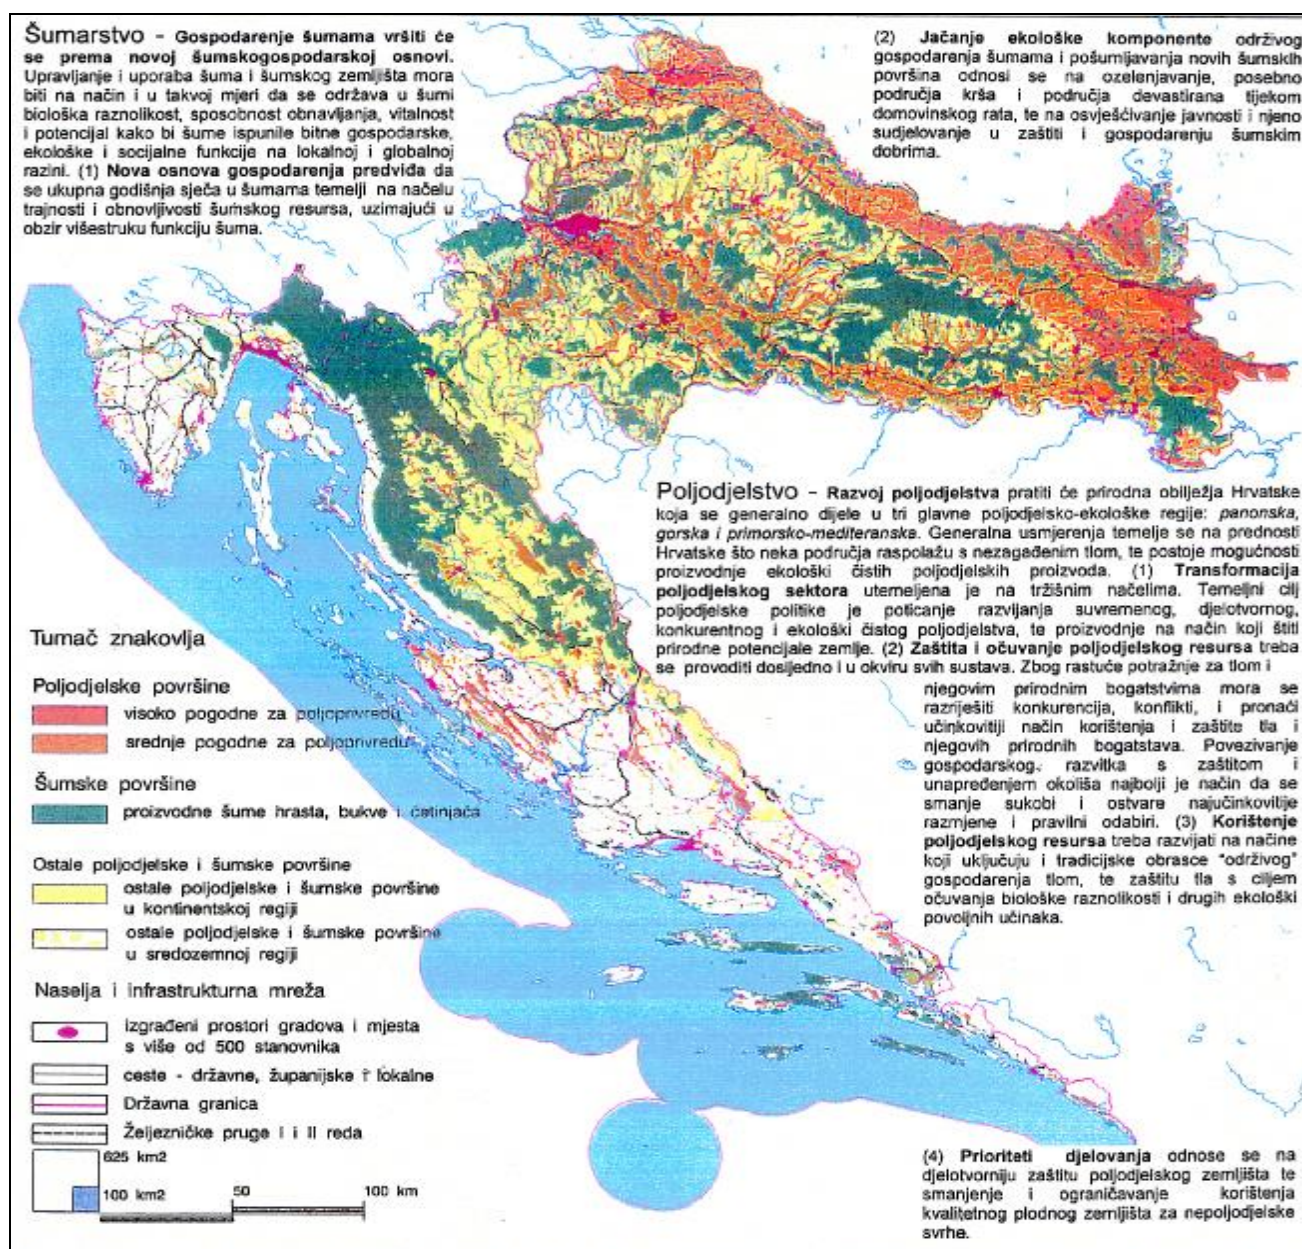 Šumarstvo – Gospodarenje šumama vršiti će
se prema novoj šumskogospodarskoj osnovi.
Upravljanje i uporaba šuma i šumskog zemljišta mora
biti na način i u takvoj mjeri da se održava u šumi
biološka raznolikost, sposobnost obnavljanja, vitalnost
i potencijal kako bi šume ispunile bitne gospodarske,
ekološke i socijalne funkcije na lokalnoj i globalnoj
razini. (1) Nova osnova gospodarenja predviđa da
se ukupna godišnja sječa u šumama temelji na načelu
trajnosti i obnovljivosti šumskog resursa, uzimajući u
obzir višestruku funkciju šuma.
(2) Jačanje ekološke komponente održivog
gospodarenja šumama i pošumljavanja novih šumskih
površina odnosi se na ozelenjavanje, posebno
područja krša i područja devastirana tijekom
domovinskog rata, te na osvješćivanje javnosti i njeno
sudjelovanje u zaštiti i gospodarenju šumskim
dobrima.
Poljodjelstvo – Razvoj poljodjelstva pratiti će prirodna obilježja Hrvatske
koja se generalno dijele u tri glavne poljodjelsko-ekološke regije: panonska,
gorska i primorsko-mediteranska. Generalna usmjerenja temelje se na prednosti
Hrvatske što neka područja raspolažu s nezagađenim tlom, te postoje mogućnosti
proizvodnje ekološki čistih poljodjelskih proizvoda. (1) Transformacija
poljodjelskog sektora utemeljena je na tržišnim načelima. Temeljni cilj
poljodjelske politike je poticanje razvijanja suvremenog, djelotvornog,
konkurentnog i ekološki čistog poljodjelstva, te proizvodnje na način koji štiti
prirodne potencijale zemlje. (2) Zaštita i očuvanje poljodjelskog resursa treba
se provoditi dosljedno i u okviru svih sustava. Zbog rastuće potražnje za tlom i
njegovim prirodnim bogatstvima mora se
razriješiti konkurencija, konflikti, i pronaći
učinkovitiji način korištenja i zaštite tla i
njegovih prirodnih bogatstava. Povezivanje
gospodarskog razvitka s zaštitom i
unapređenjem okoliša najbolji je način da se
smanje sukobi i ostvare najučinkovitije
razmjene i pravilni odabiri. (3) Korištenje
poljodjelskog resursa treba razvijati na načine
koji uključuju i tradicijske obrasce "održivog"
gospodarenja tlom, te zaštitu tla s ciljem
očuvanja biološke raznolikosti i drugih ekološki
povoljnih učinaka.
(4) Prioriteti djelovanja odnose se na
djelotvorniju zaštitu poljodjelskog zemljišta te
smanjenje i ograničavanje korištenja
kvalitetnog plodnog zemljišta za nepoljodjelske
svrhe.
Tumač znakovlja
Poljodjelske površine
visoko pogodne za poljoprivredu
srednje pogodne za poljoprivredu
Šumske površine
proizvodne šume hrasta, bukve i četinjača
Ostale poljodjelske i šumske površine
ostale poljodjelske i šumske površine
u kontinentskoj regiji
ostale poljodjelske i šumske površine
u sredozemnoj regiji
Naselja i infrastrukturna mreža
izgrađeni prostori gradova i mjesta
s više od 500 stanovnika
ceste - državne, županijske i lokalne
Državna granica
Željezničke pruge I i II reda
625 km2
100 km2
50
100 km